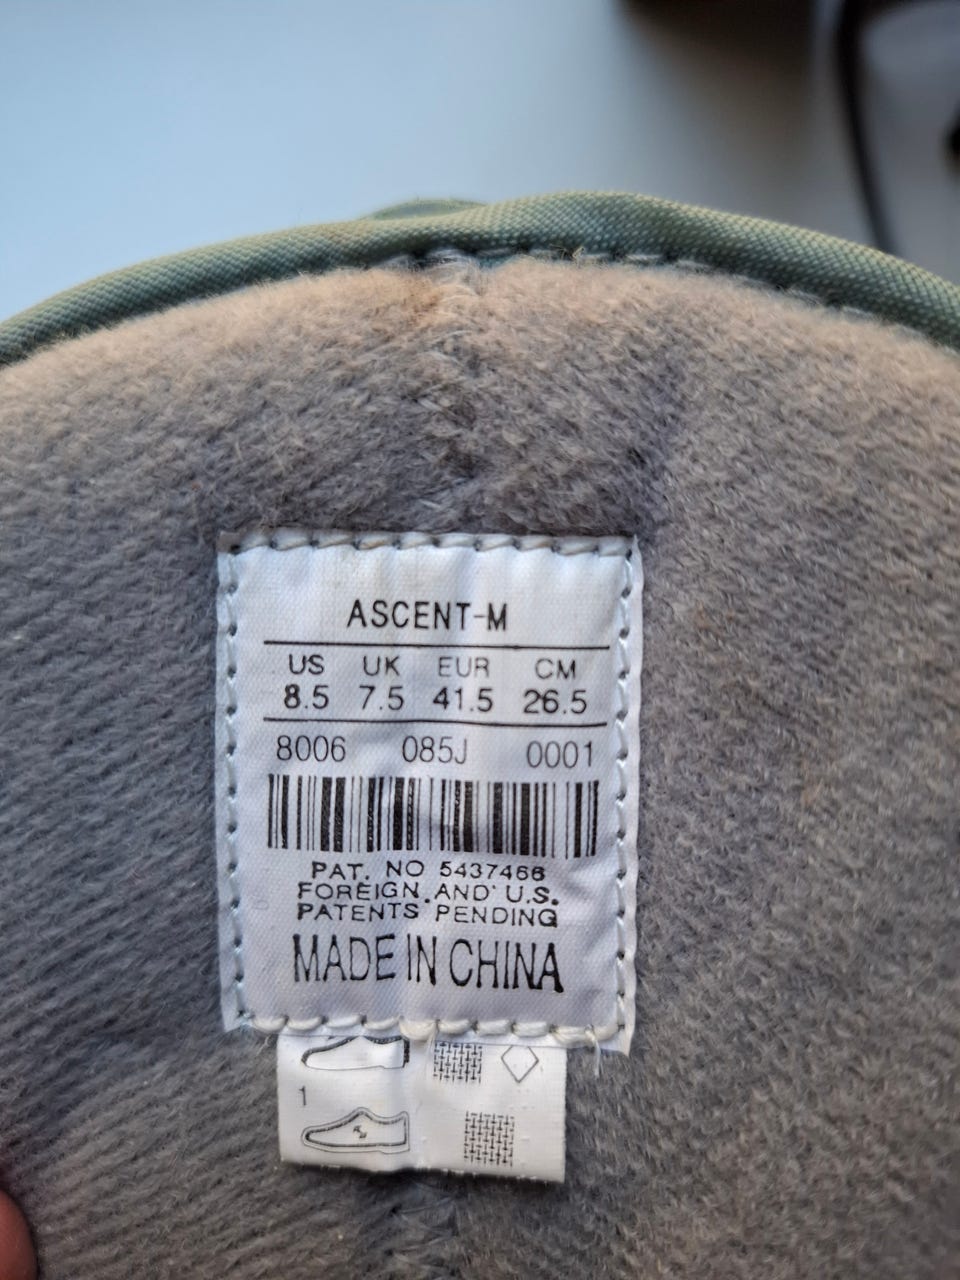 ASCENT-M
US UK EUR CM
8.5 7.5 41.5 26.5
8006 085J 0001
PAT. NO 5437466
FOREIGN.AND U.S.
PATENTS PENDING
MADE IN CHINA
1